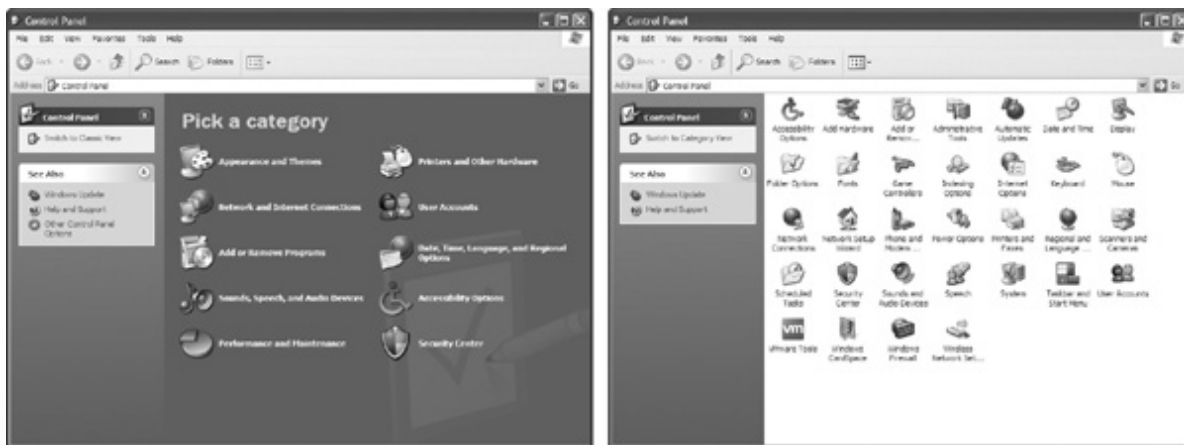 Control Panel
File Edit View Favorites Tools Help
Back Search Folders
Address Control Panel Go
Control Panel
Switch to Classic View
See Also
Windows Update
Help and Support
Other Control Panel
Options
Pick a category
Appearance and Themes
Printers and Other Hardware
Network and Internet Connections
User Accounts
Add or Remove Programs
Date, Time, Language, and Regional
Options
Sounds, Speech, and Audio Devices
Accessibility Options
Performance and Maintenance
Security Center
Control Panel
File Edit View Favorites Tools Help
Back Search Folders
Address Control Panel Go
Control Panel
Switch to Category View
See Also
Windows Update
Help and Support
Accessibility Options
Add Hardware
Add or Remov...
Administrative Tools
Automatic Updates
Date and Time
Display
Folder Options
Fonts
Game Controllers
Indexing Options
Internet Options
Keyboard
Mouse
Network Connections
Network Setup Wizard
Phone and Modem ...
Power Options
Printers and Faxes
Regional and Language ...
Scanners and Cameras
Scheduled Tasks
Security Center
Sounds and Audio Devices
Speech
System
Taskbar and Start Menu
User Accounts
vm
VMware Tools
Windows CardSpace
Windows Firewall
Wireless Network Set...